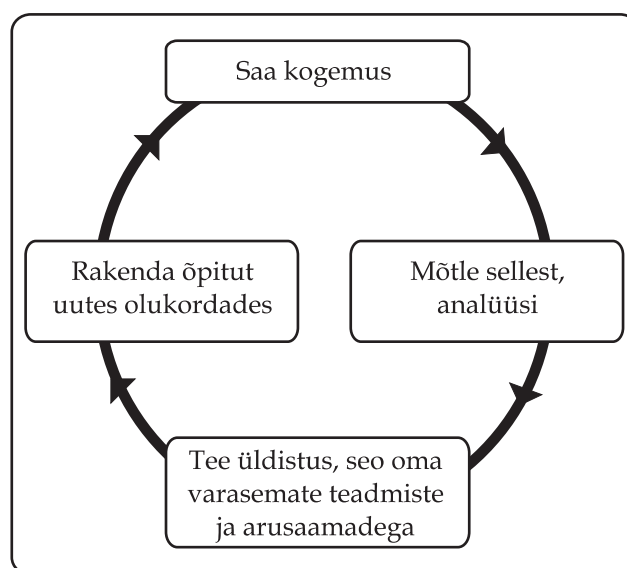 Saa kogemus
Mõtle sellest,
analüüsi
Tee üldistus, seo oma
varasemate teadmiste
ja arusaamadega
Rakenda õpitut
uutes olukordades